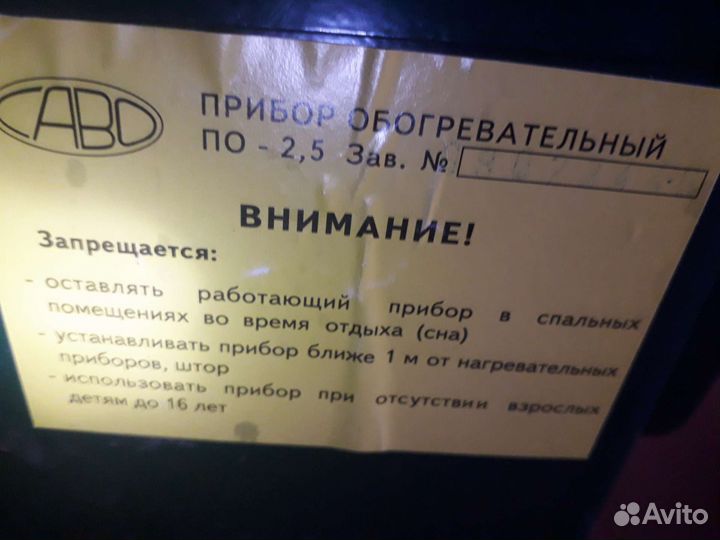 САВО
ПРИБОР ОБОГРЕВАТЕЛЬНЫЙ
ПО - 2,5 Зав. №
ВНИМАНИЕ!
Запрещается:
- оставлять работающий прибор в спальных
помещениях во время отдыха (сна)
- устанавливать прибор ближе 1 м от нагревательных
приборов, штор
- использовать прибор при отсутствии взрослых
детям до 16 лет
Avito